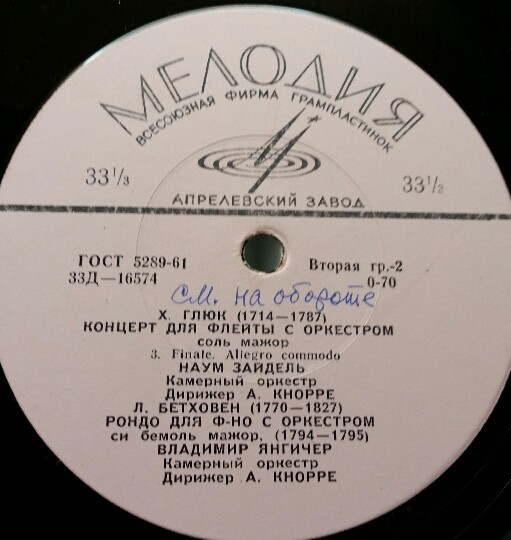 МЕЛОДИЯ
ВСЕСОЮЗНАЯ ФИРМА ГРАМПЛАСТИНОК
33⅓
33⅓
АПРЕЛЕВСКИЙ ЗАВОД
ГОСТ 5289-61
Вторая гр.-2
33Д—16574
0-70
см. на обороте
Х. ГЛЮК (1714—1787)
КОНЦЕРТ ДЛЯ ФЛЕЙТЫ С ОРКЕСТРОМ
соль мажор
3. Finale. Allegro commodo
НАУМ ЗАЙДЕЛЬ
Камерный оркестр
Дирижер А. КНОРРЕ
Л. БЕТХОВЕН (1770—1827)
РОНДО ДЛЯ Ф-НО С ОРКЕСТРОМ
си бемоль мажор, (1794—1795)
ВЛАДИМИР ЯНГИЧЕР
Камерный оркестр
Дирижер А. КНОРРЕ